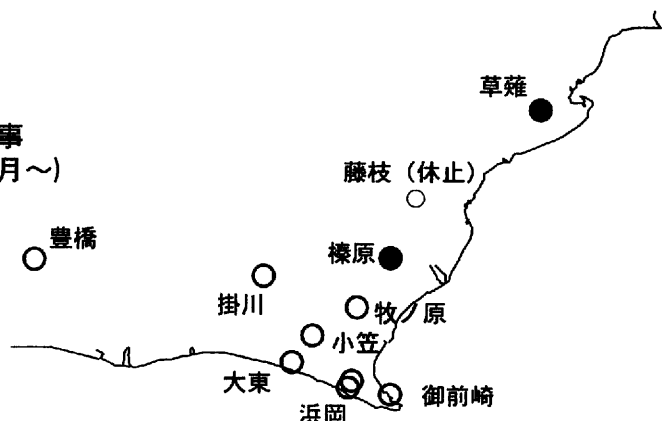 草薙
事
月～)
藤枝（休止）
豊橋
榛原
掛川
牧ノ原
小笠
大東
御前崎
浜岡